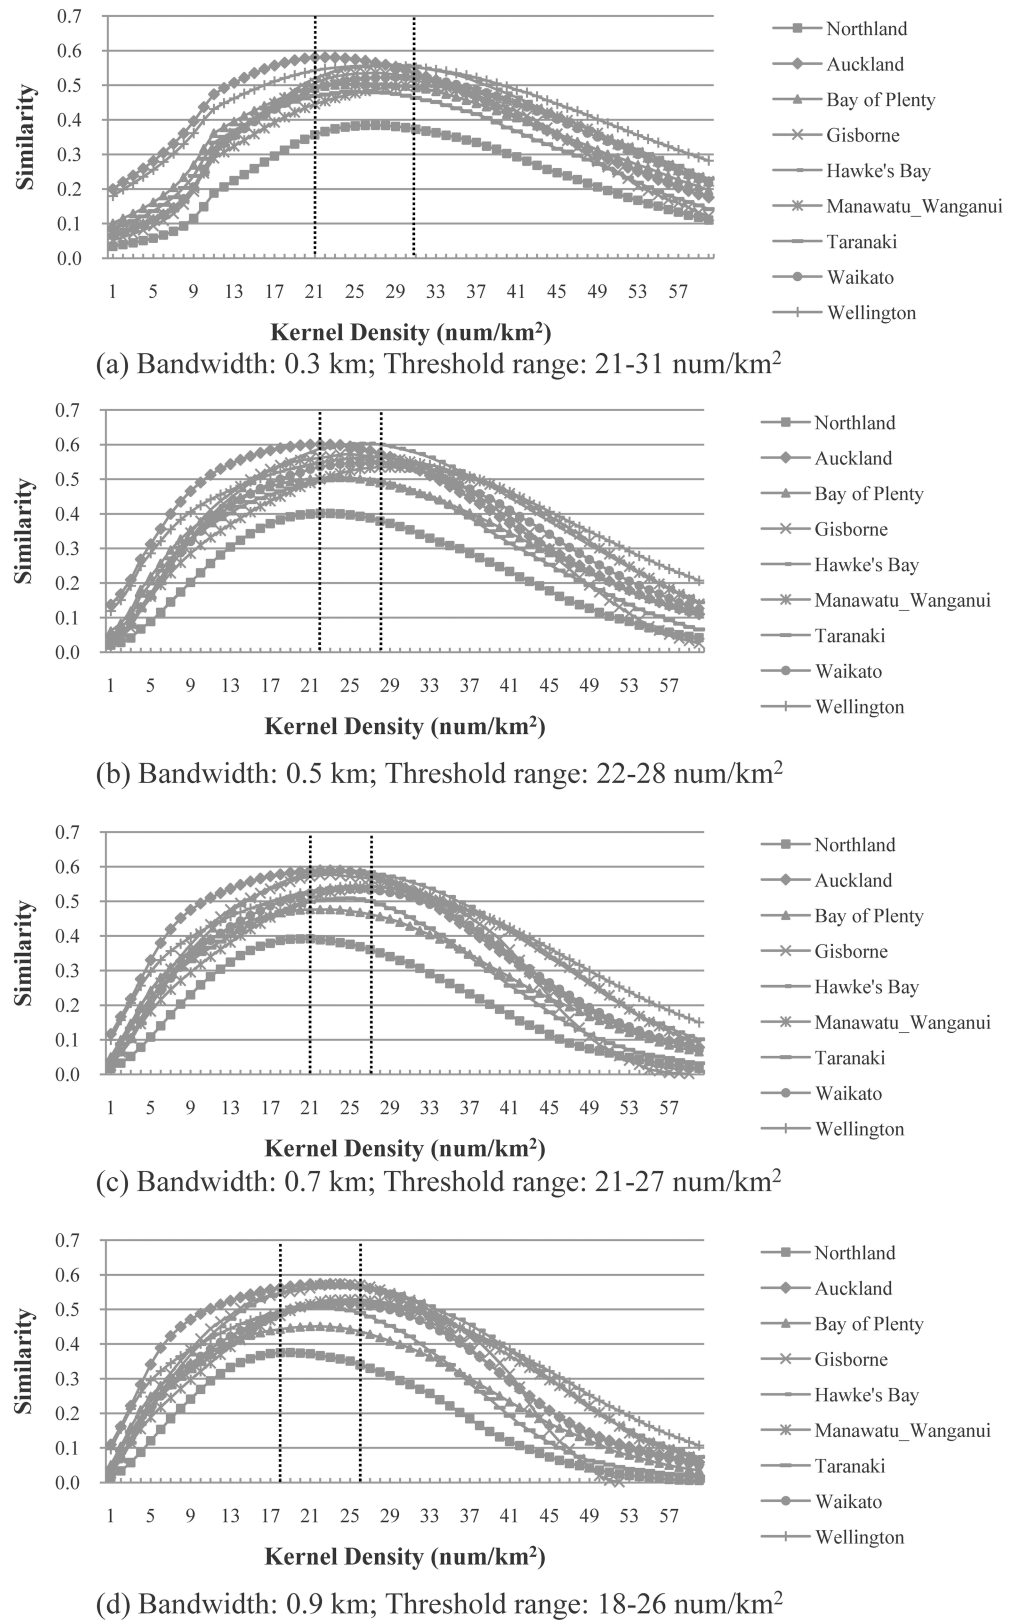 0.7
0.6
0.5
0.4
0.3
0.2
0.1
0.0
Similarity
1 5 9 13 17 21 25 29 33 37 41 45 49 53 57
Kernel Density (num/km²)
Northland
Auckland
Bay of Plenty
Gisborne
Hawke's Bay
Manawatu_Wanganui
Taranaki
Waikato
Wellington
(a) Bandwidth: 0.3 km; Threshold range: 21-31 num/km²
0.7
0.6
0.5
0.4
0.3
0.2
0.1
0.0
Similarity
1 5 9 13 17 21 25 29 33 37 41 45 49 53 57
Kernel Density (num/km²)
Northland
Auckland
Bay of Plenty
Gisborne
Hawke's Bay
Manawatu_Wanganui
Taranaki
Waikato
Wellington
(b) Bandwidth: 0.5 km; Threshold range: 22-28 num/km²
0.7
0.6
0.5
0.4
0.3
0.2
0.1
0.0
Similarity
1 5 9 13 17 21 25 29 33 37 41 45 49 53 57
Kernel Density (num/km²)
Northland
Auckland
Bay of Plenty
Gisborne
Hawke's Bay
Manawatu_Wanganui
Taranaki
Waikato
Wellington
(c) Bandwidth: 0.7 km; Threshold range: 21-27 num/km²
0.7
0.6
0.5
0.4
0.3
0.2
0.1
0.0
Similarity
1 5 9 13 17 21 25 29 33 37 41 45 49 53 57
Kernel Density (num/km²)
Northland
Auckland
Bay of Plenty
Gisborne
Hawke's Bay
Manawatu_Wanganui
Taranaki
Waikato
Wellington
(d) Bandwidth: 0.9 km; Threshold range: 18-26 num/km²